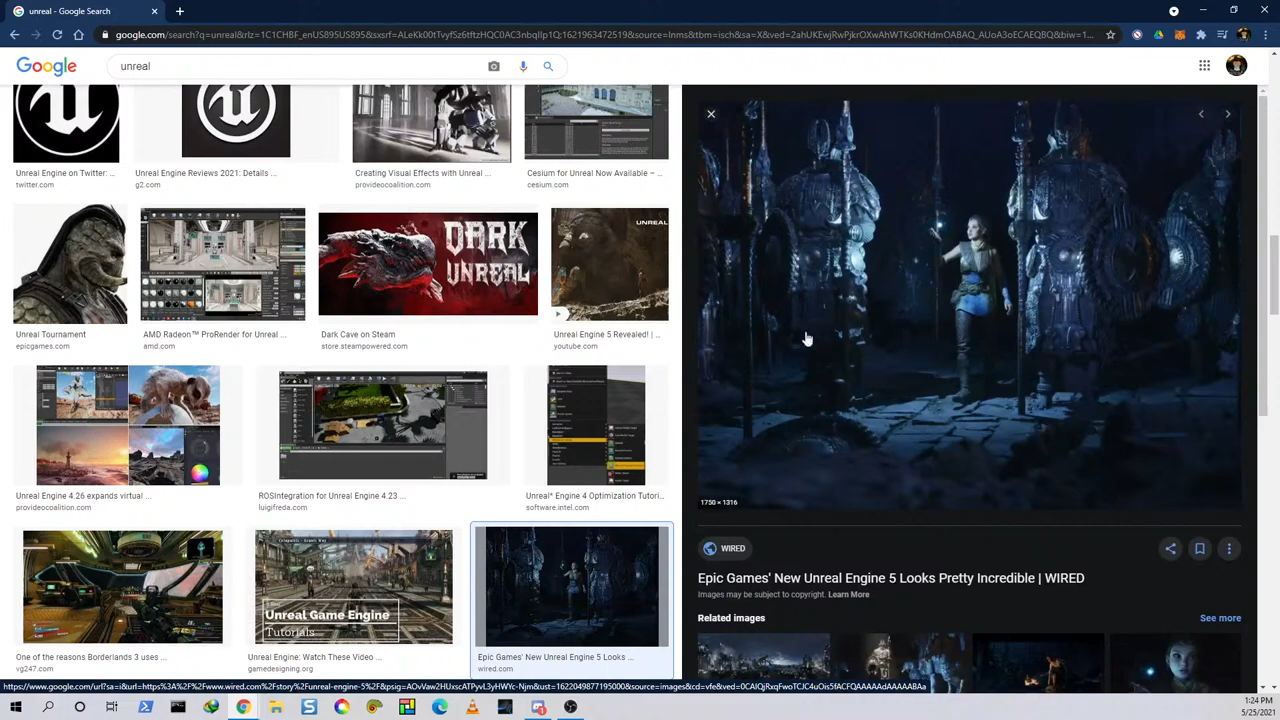 unreal - Google Search
google.com/search?q=unreal&rlz=1C1CHBF_enUS895US895&sxsrf=ALeKk00tTvyfSz6tftzHQC0AC3nbqlIp8Q:1621963472519&source=lnms&tbm=isch&sa=X&ved=
Google
unreal
Unreal Engine on Twitter: ...
twitter.com
Unreal Engine Reviews 2021: Details ...
g2.com
Creating Visual Effects with Unreal ...
provideocoalition.com
Cesium for Unreal Now Available – ...
cesium.com
DARK
UNREAL
UNREAL
Unreal Tournament
epicgames.com
AMD Radeon™ ProRender for Unreal ...
amd.com
Dark Cave on Steam
store.steampowered.com
Unreal Engine 5 Revealed! | ...
youtube.com
Unreal Engine 4.26 expands virtual ...
provideocoalition.com
ROSIntegration for Unreal Engine 4.23 ...
luigifreda.com
Unreal* Engine 4 Optimization Tutori...
software.intel.com
Unreal Game Engine
Tutorials
One of the reasons Borderlands 3 uses ...
vg247.com
Unreal Engine: Watch These Video ...
gamedesigning.org
Epic Games' New Unreal Engine 5 Looks ...
wired.com
1750 × 1316
WIRED
Epic Games' New Unreal Engine 5 Looks Pretty Incredible | WIRED
Images may be subject to copyright. Learn More
Related images
See more
1:24 PM
5/25/2021